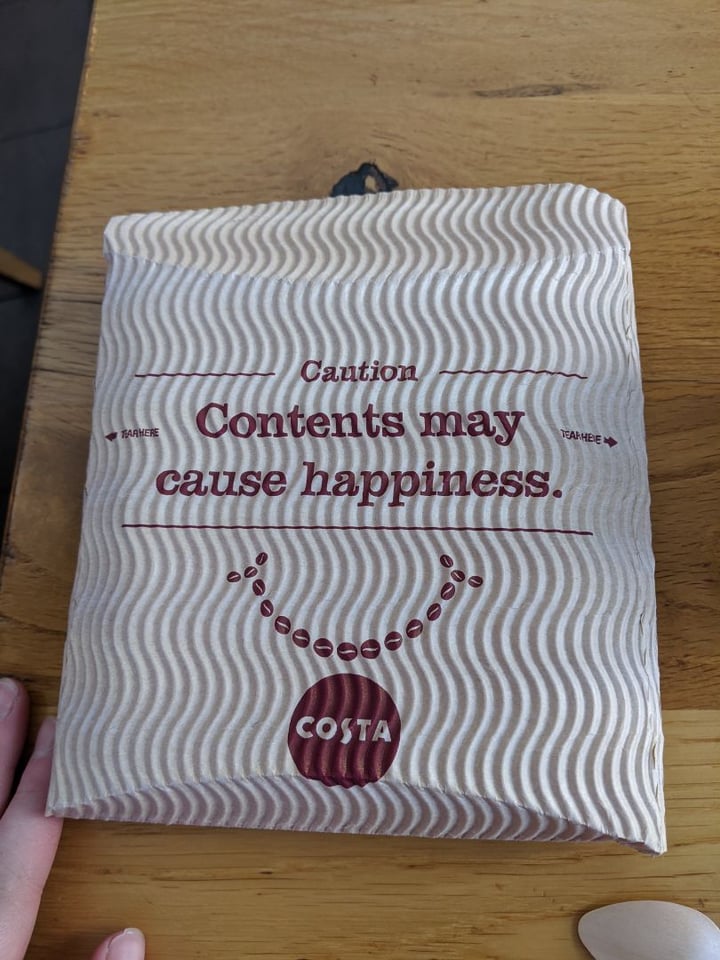 Caution
Contents may
TEAR HERE
TEAR HERE
cause happiness.
COSTA